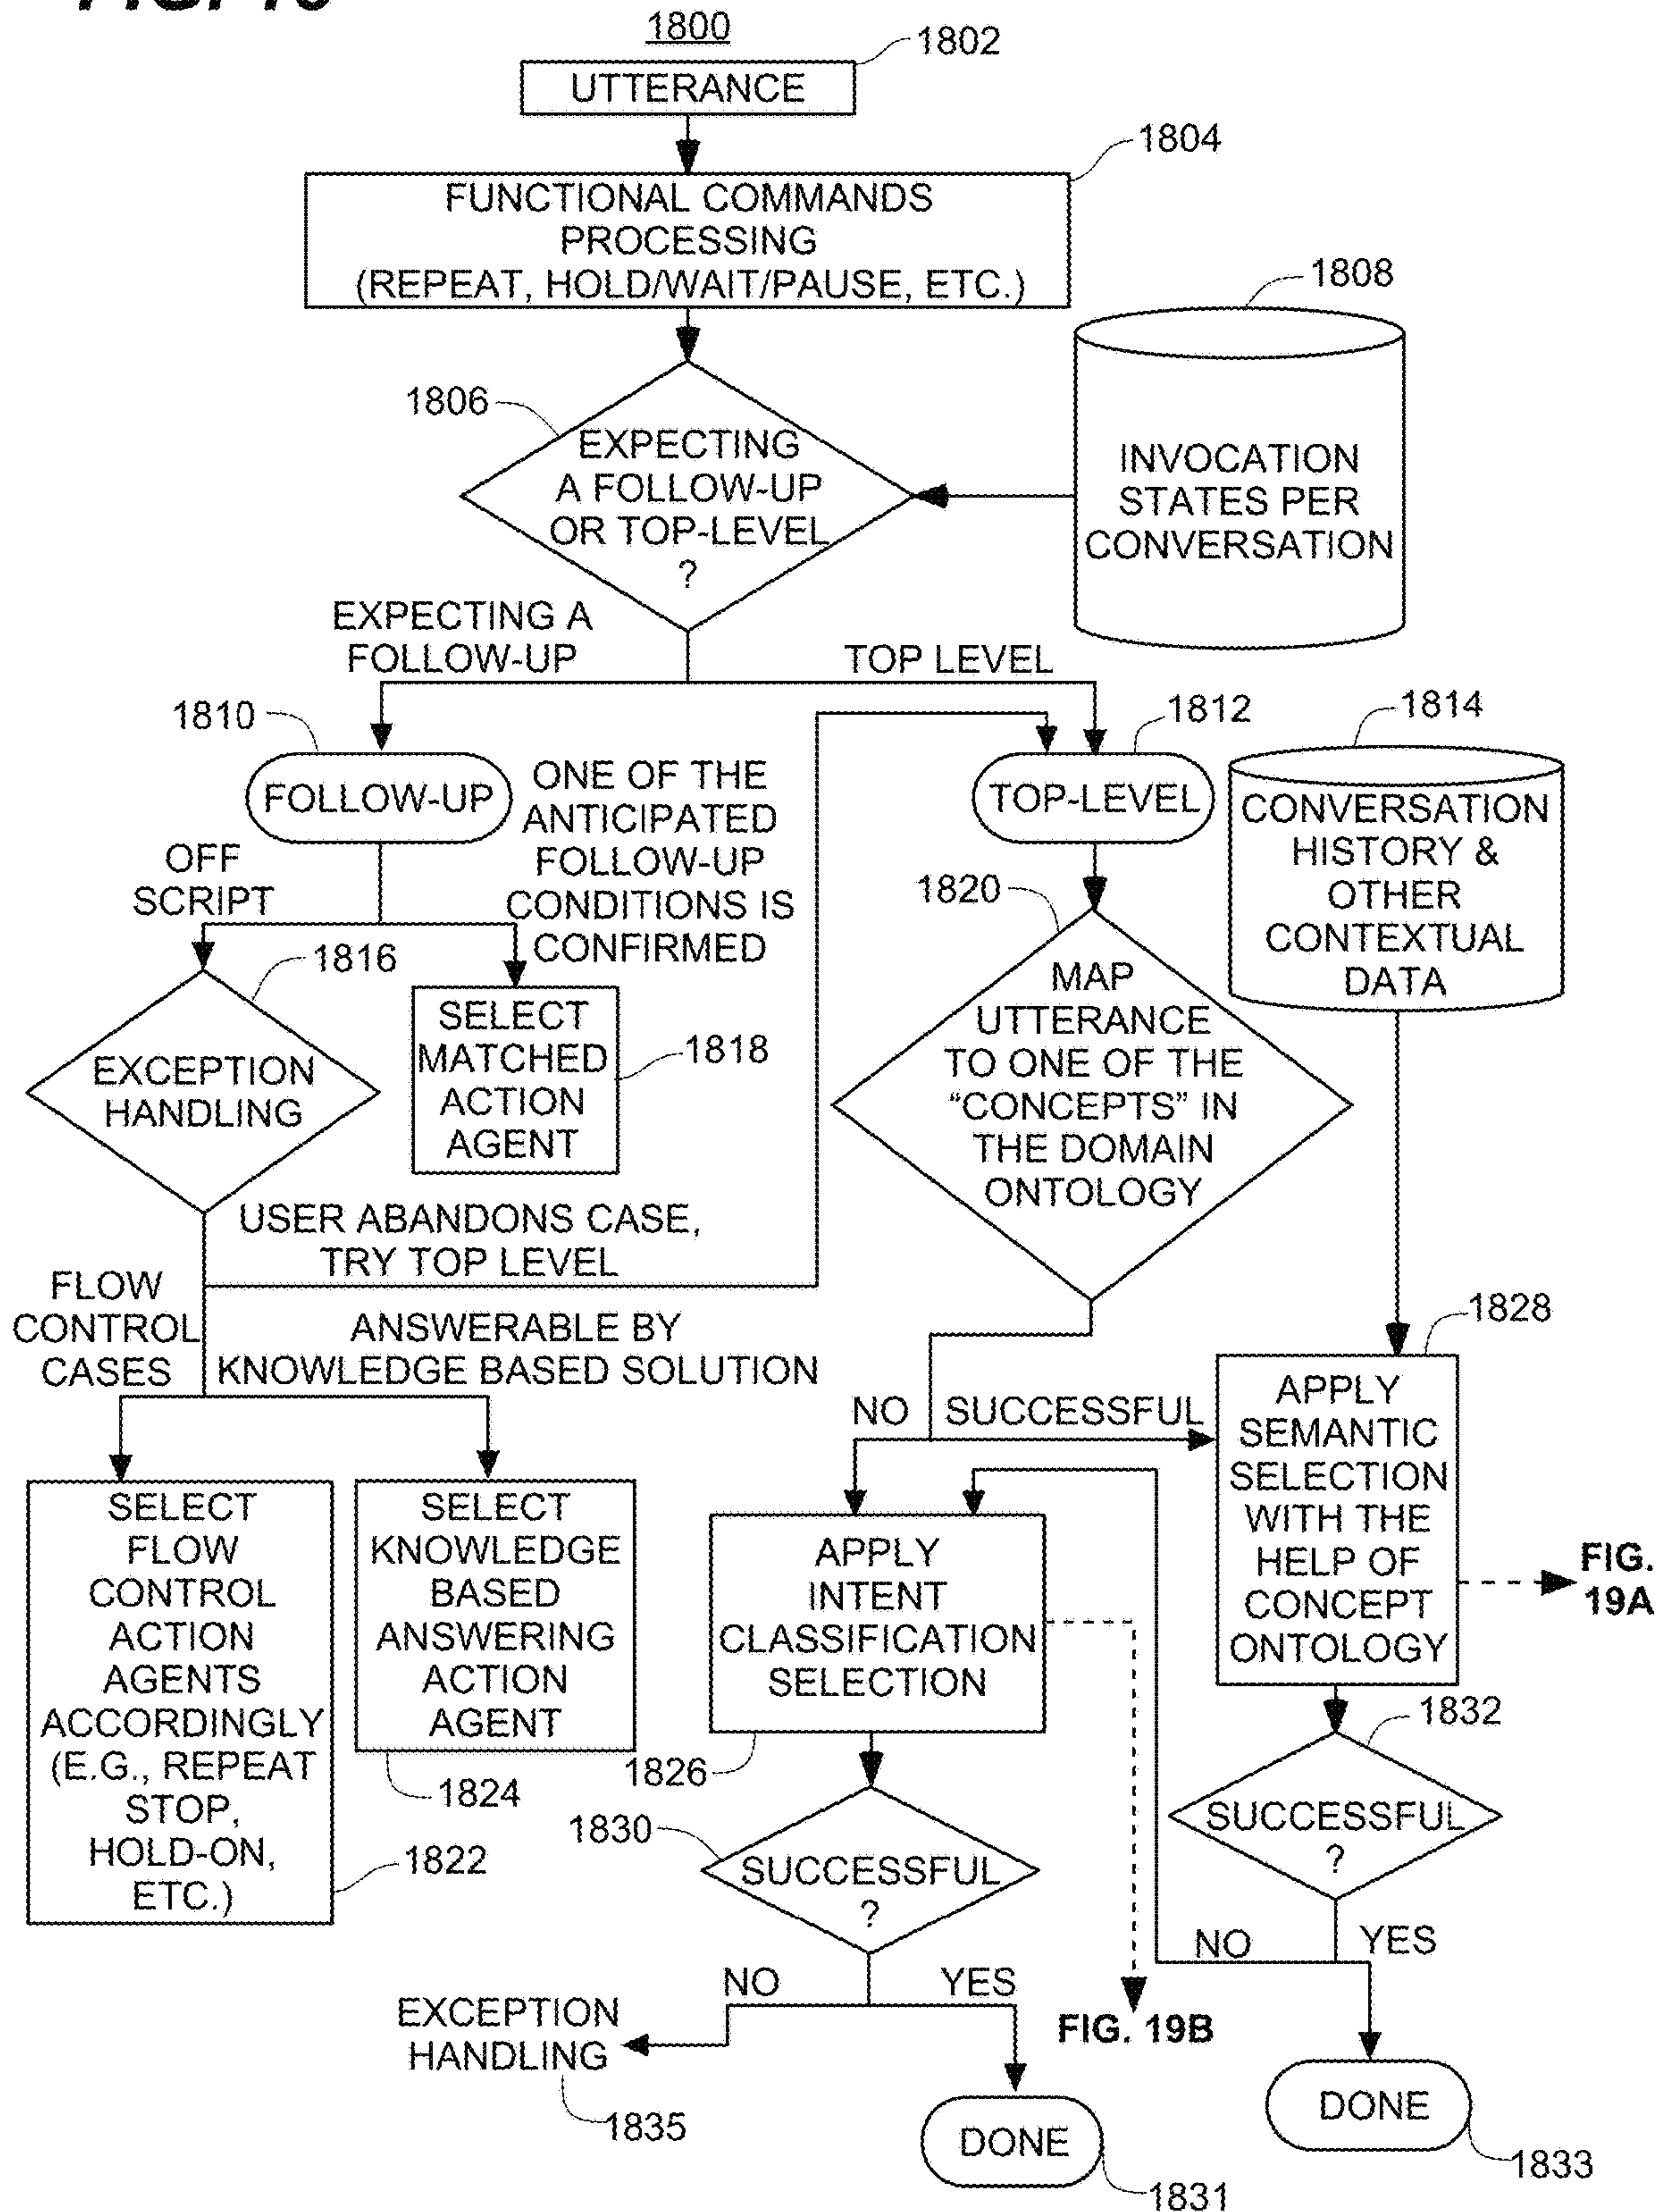 1800
1802
UTTERANCE
1804
FUNCTIONAL COMMANDS
PROCESSING
(REPEAT, HOLD/WAIT/PAUSE, ETC.)
1808
1806
EXPECTING
A FOLLOW-UP
OR TOP-LEVEL
?
INVOCATION
STATES PER
CONVERSATION
EXPECTING A
FOLLOW-UP
TOP LEVEL
1810
1812
1814
FOLLOW-UP
ONE OF THE
ANTICIPATED
FOLLOW-UP
CONDITIONS IS
CONFIRMED
TOP-LEVEL
CONVERSATION
HISTORY &
OTHER
CONTEXTUAL
DATA
OFF
SCRIPT
1816
1820
EXCEPTION
HANDLING
SELECT
MATCHED
ACTION
AGENT
1818
MAP
UTTERANCE
TO ONE OF THE
“CONCEPTS” IN
THE DOMAIN
ONTOLOGY
USER ABANDONS CASE,
TRY TOP LEVEL
FLOW
CONTROL
CASES
ANSWERABLE BY
KNOWLEDGE BASED SOLUTION
1828
NO
SUCCESSFUL
APPLY
SEMANTIC
SELECTION
WITH THE
HELP OF
CONCEPT
ONTOLOGY
FIG.
19A
SELECT
FLOW
CONTROL
ACTION
AGENTS
ACCORDINGLY
(E.G., REPEAT
STOP,
HOLD-ON,
ETC.)
1822
SELECT
KNOWLEDGE
BASED
ANSWERING
ACTION
AGENT
1824
APPLY
INTENT
CLASSIFICATION
SELECTION
1826
1832
1830
SUCCESSFUL
?
SUCCESSFUL
?
NO
YES
NO
YES
EXCEPTION
HANDLING
1835
FIG. 19B
DONE
1831
DONE
1833